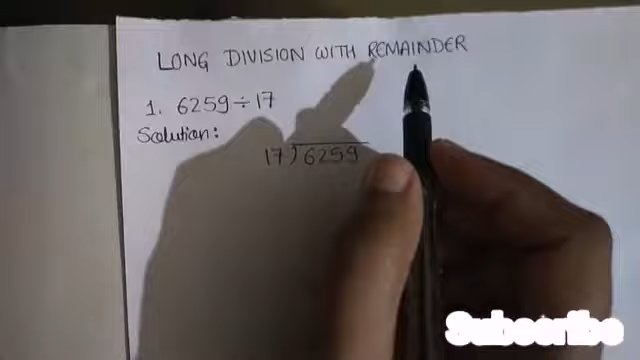 LONG DIVISION WITH REMAINDER
1. 6259÷17
Solution:
17)6259
Subscribe